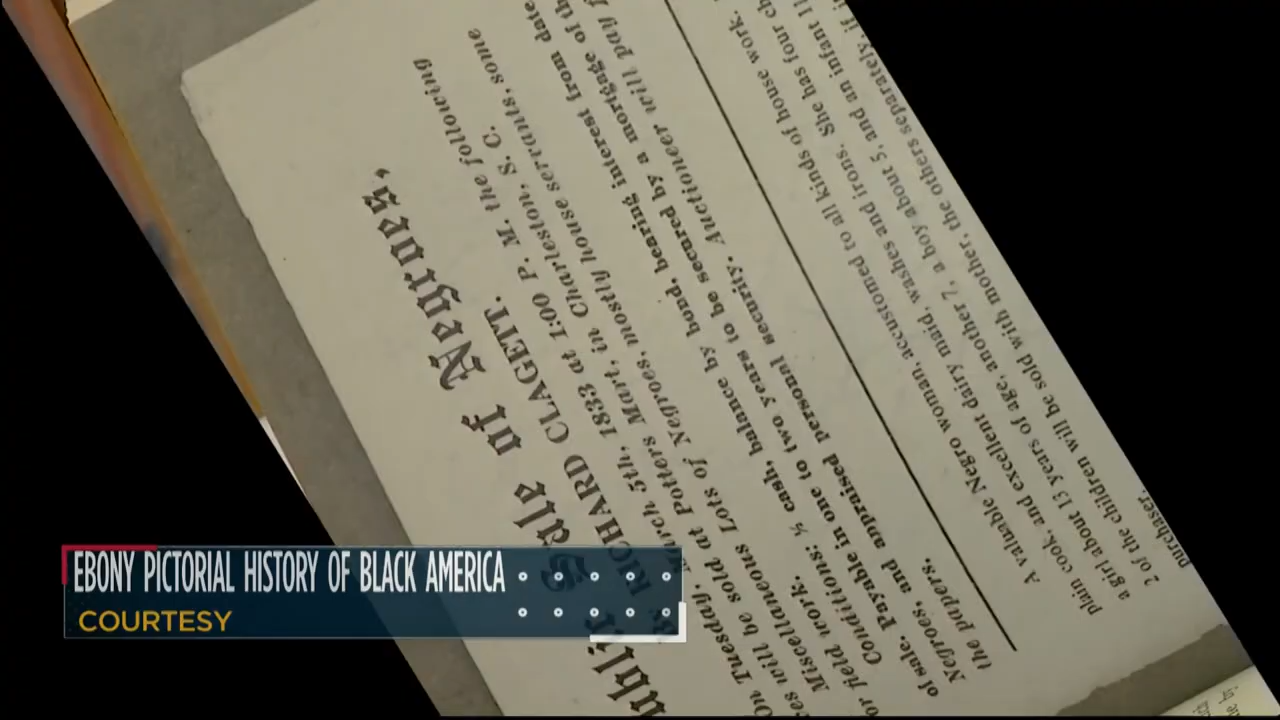 ublic Sale of Negroes,
RICHARD CLAGETT.
On Tuesday, March 5th, 1833 at 1:00 P. M. the following
es will be sold at Potters Mart, in Charleston, S. C.
Miscellaneous Lots of Negroes, mostly house servants, some
or field work.
Conditions: ½ cash, balance by bond, bearing interest from date
of sale. Payable in one to two years to be secured by a mortgage of th
Negroes, and appraised personal security. Auctioneer will pay f
the papers.
A valuable Negro woman, accustomed to all kinds of house work.
plain cook, and excellent dairy maid, washes and irons. She has four ch
a girl about 13 years of age, another 7, a boy about 5, and an infant 11
2 of the children will be sold with mother, the others separately, if i
purchaser.
EBONY PICTORIAL HISTORY OF BLACK AMERICA
COURTESY